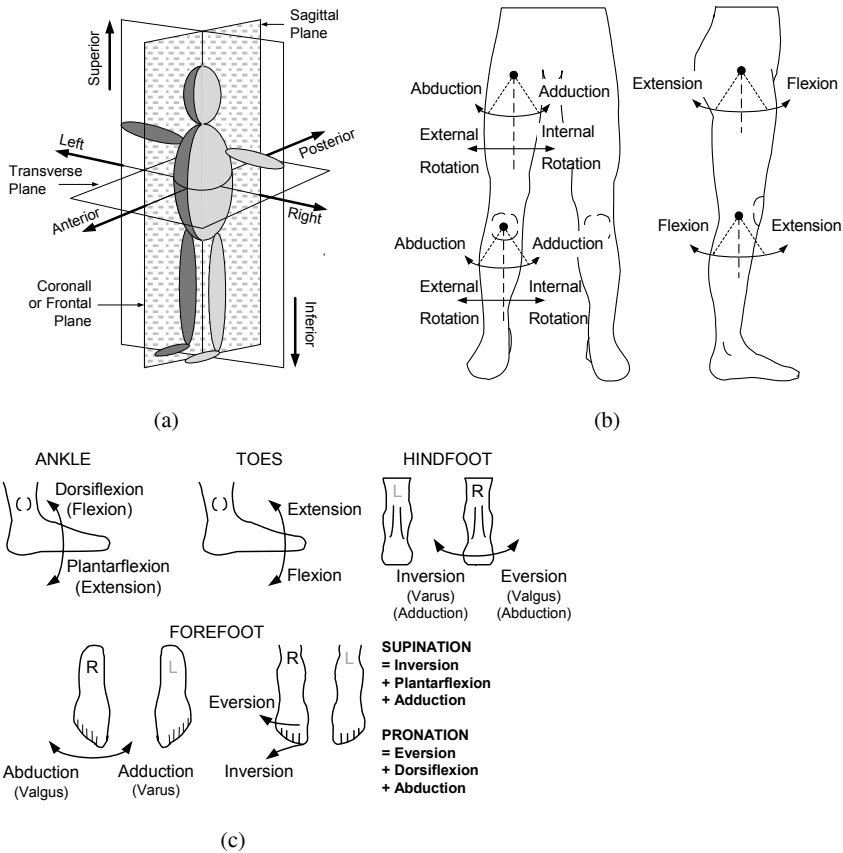 Sagittal
Plane
Superior
Left
Posterior
Transverse
Plane
Anterior
Right
Coronall
or Frontal
Plane
Inferior
(a)
Abduction
Adduction
External
Internal
Rotation
Rotation
Abduction
Adduction
External
Internal
Rotation
Rotation
Extension
Flexion
Flexion
Extension
(b)
ANKLE
Dorsiflexion
(Flexion)
Plantarflexion
(Extension)
TOES
Extension
Flexion
HINDFOOT
L
R
Inversion
(Varus)
(Adduction)
Eversion
(Valgus)
(Abduction)
FOREFOOT
R
L
Abduction
(Valgus)
Adduction
(Varus)
R
L
Eversion
Inversion
SUPINATION
= Inversion
+ Plantarflexion
+ Adduction
PRONATION
= Eversion
+ Dorsiflexion
+ Abduction
(c)